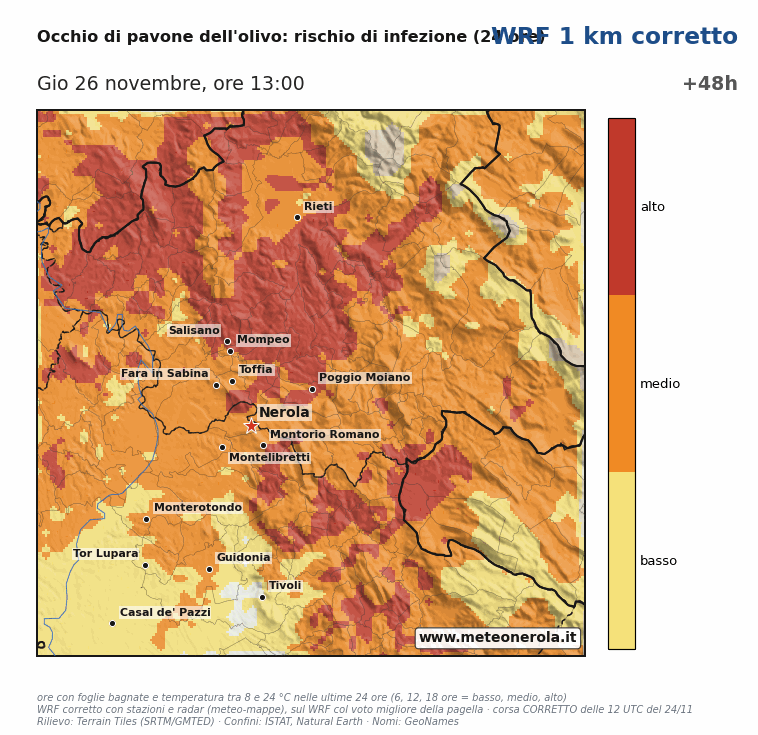 Occhio di pavone dell'olivo: rischio di infezione (24 ore)
WRF 1 km corretto
Gio 26 novembre, ore 13:00
+48h
alto
Rieti
Salisano
Mompeo
Toffia
Fara in Sabina
Poggio Moiano
medio
Nerola
Montorio Romano
Montelibretti
Monterotondo
Tor Lupara
Guidonia
basso
Tivoli
Casal de' Pazzi
www.meteonerola.it
ore con foglie bagnate e temperatura tra 8 e 24 °C nelle ultime 24 ore (6, 12, 18 ore = basso, medio, alto)
WRF corretto con stazioni e radar (meteo-mappe), sul WRF col voto migliore della pagella · corsa CORRETTO delle 12 UTC del 24/11
Rilievo: Terrain Tiles (SRTM/GMTED) · Confini: ISTAT, Natural Earth · Nomi: GeoNames